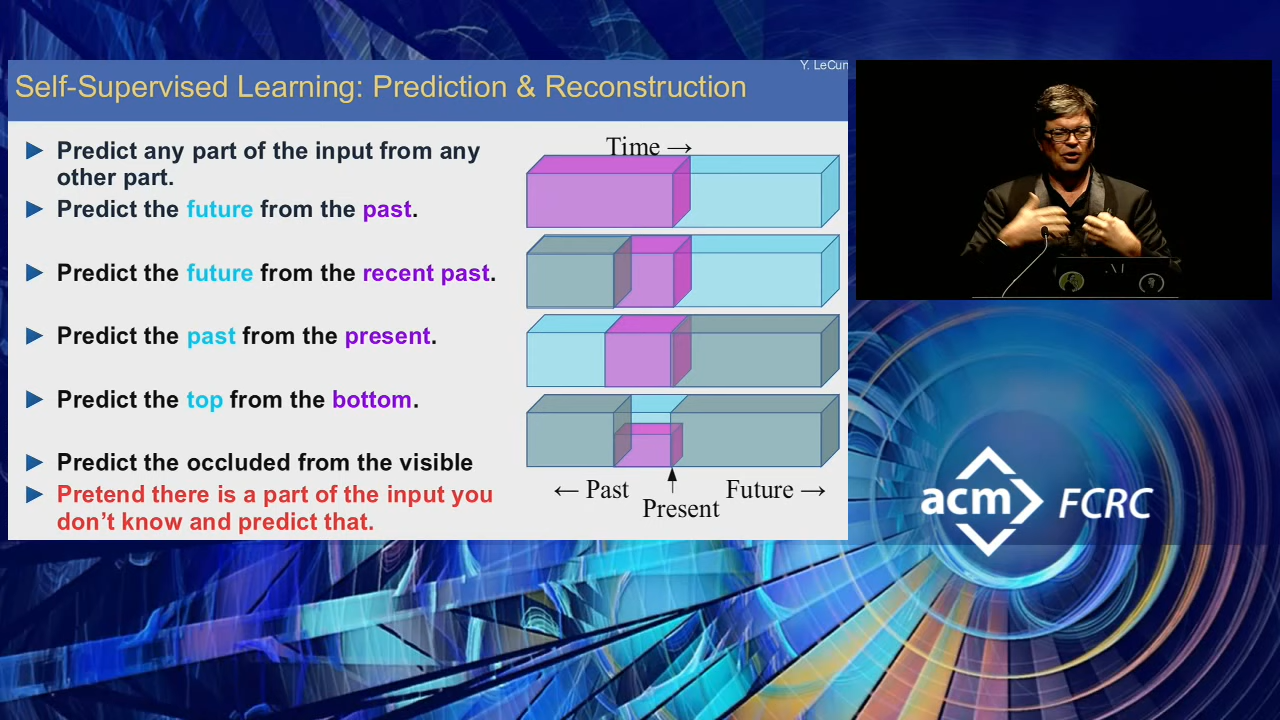 Y. LeCun
Self-Supervised Learning: Prediction & Reconstruction
► Predict any part of the input from any
other part.
► Predict the future from the past.
► Predict the future from the recent past.
► Predict the past from the present.
► Predict the top from the bottom.
► Predict the occluded from the visible
► Pretend there is a part of the input you
don’t know and predict that.
Time →
← Past
Present
Future →
acm FCRC